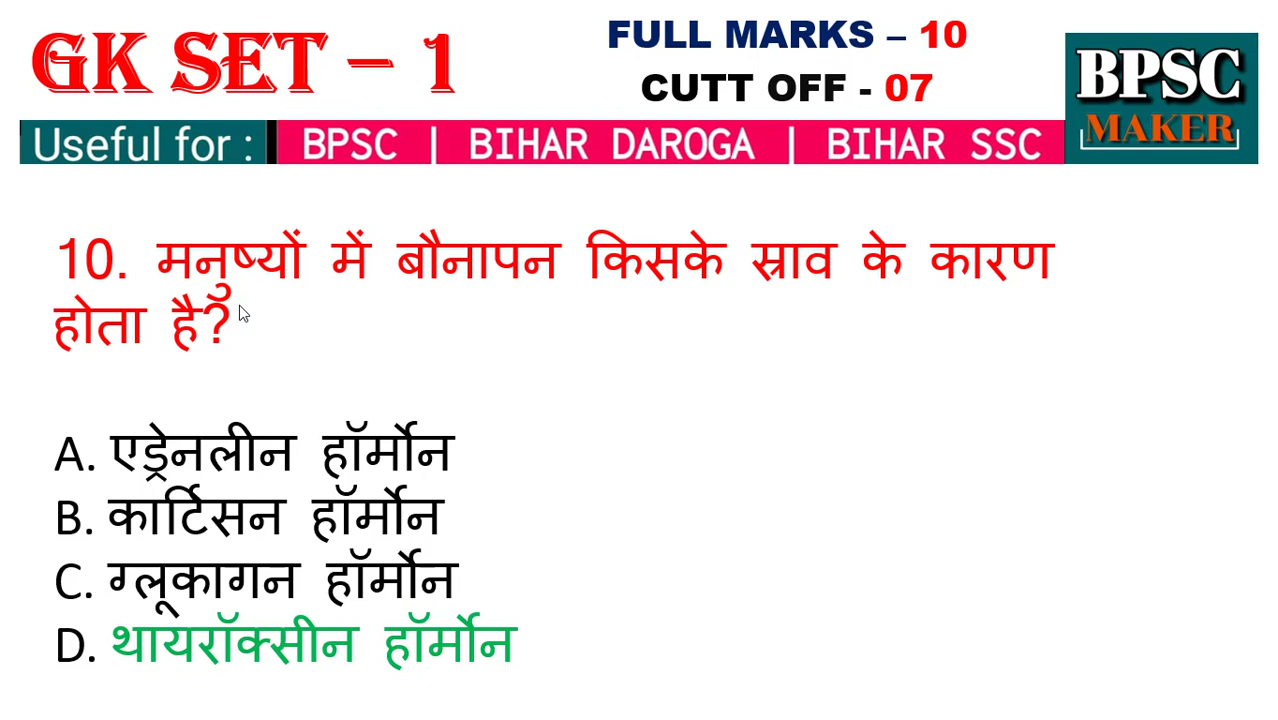 GK SET – 1
FULL MARKS – 10
CUTT OFF - 07
BPSC
MAKER
Useful for :
BPSC | BIHAR DAROGA | BIHAR SSC
10. मनुष्यों में बौनापन किसके स्राव के कारण
होता है?
A. एड्रेनलीन हॉर्मोन
B. कार्टिसन हॉर्मोन
C. ग्लूकागन हॉर्मोन
D. थायरॉक्सीन हॉर्मोन